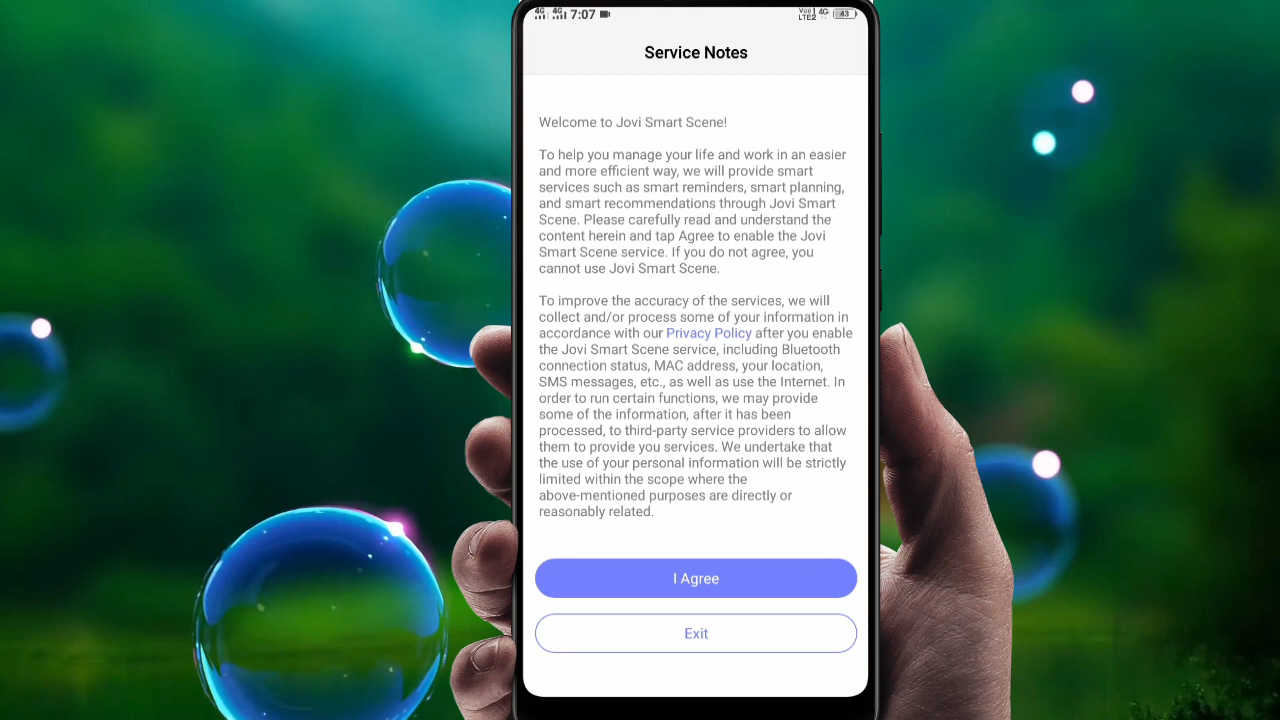 4G 4G 7:07
Vo) 1 4G
LTE2 43
Service Notes
Welcome to Jovi Smart Scene!
To help you manage your life and work in an easier
and more efficient way, we will provide smart
services such as smart reminders, smart planning,
and smart recommendations through Jovi Smart
Scene. Please carefully read and understand the
content herein and tap Agree to enable the Jovi
Smart Scene service. If you do not agree, you
cannot use Jovi Smart Scene.
To improve the accuracy of the services, we will
collect and/or process some of your information in
accordance with our Privacy Policy after you enable
the Jovi Smart Scene service, including Bluetooth
connection status, MAC address, your location,
SMS messages, etc., as well as use the Internet. In
order to run certain functions, we may provide
some of the information, after it has been
processed, to third-party service providers to allow
them to provide you services. We undertake that
the use of your personal information will be strictly
limited within the scope where the
above-mentioned purposes are directly or
reasonably related.
I Agree
Exit